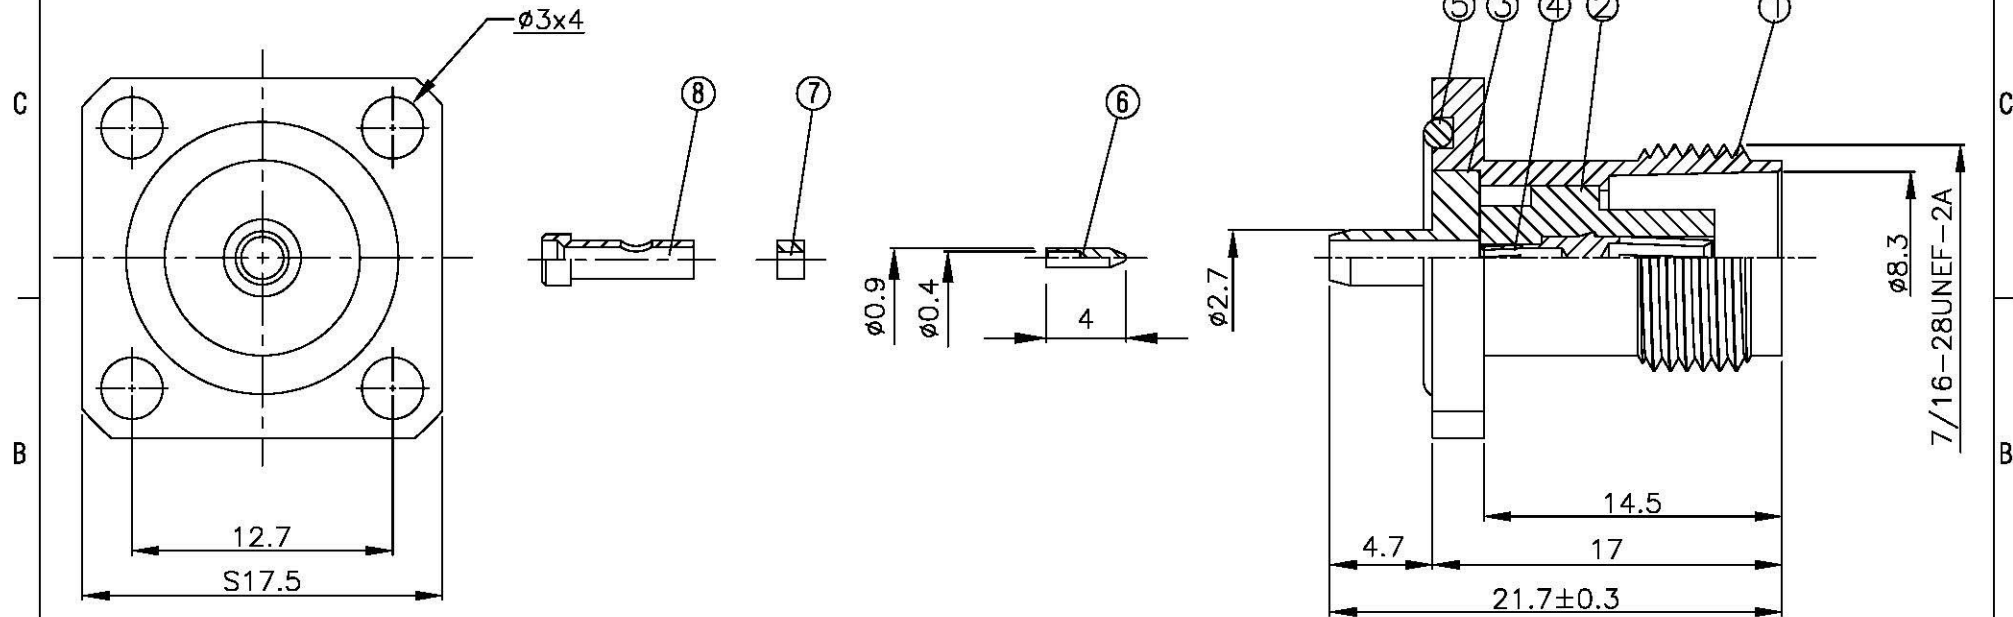 ø3x4
⑤ ③ ④ ② ①
C
⑧
⑦
⑥
C
ø0.9
ø0.4
4
ø2.7
ø8.3
7/16-28UNEF-2A
B
B
12.7
S17.5
14.5
4.7
17
21.7±0.3